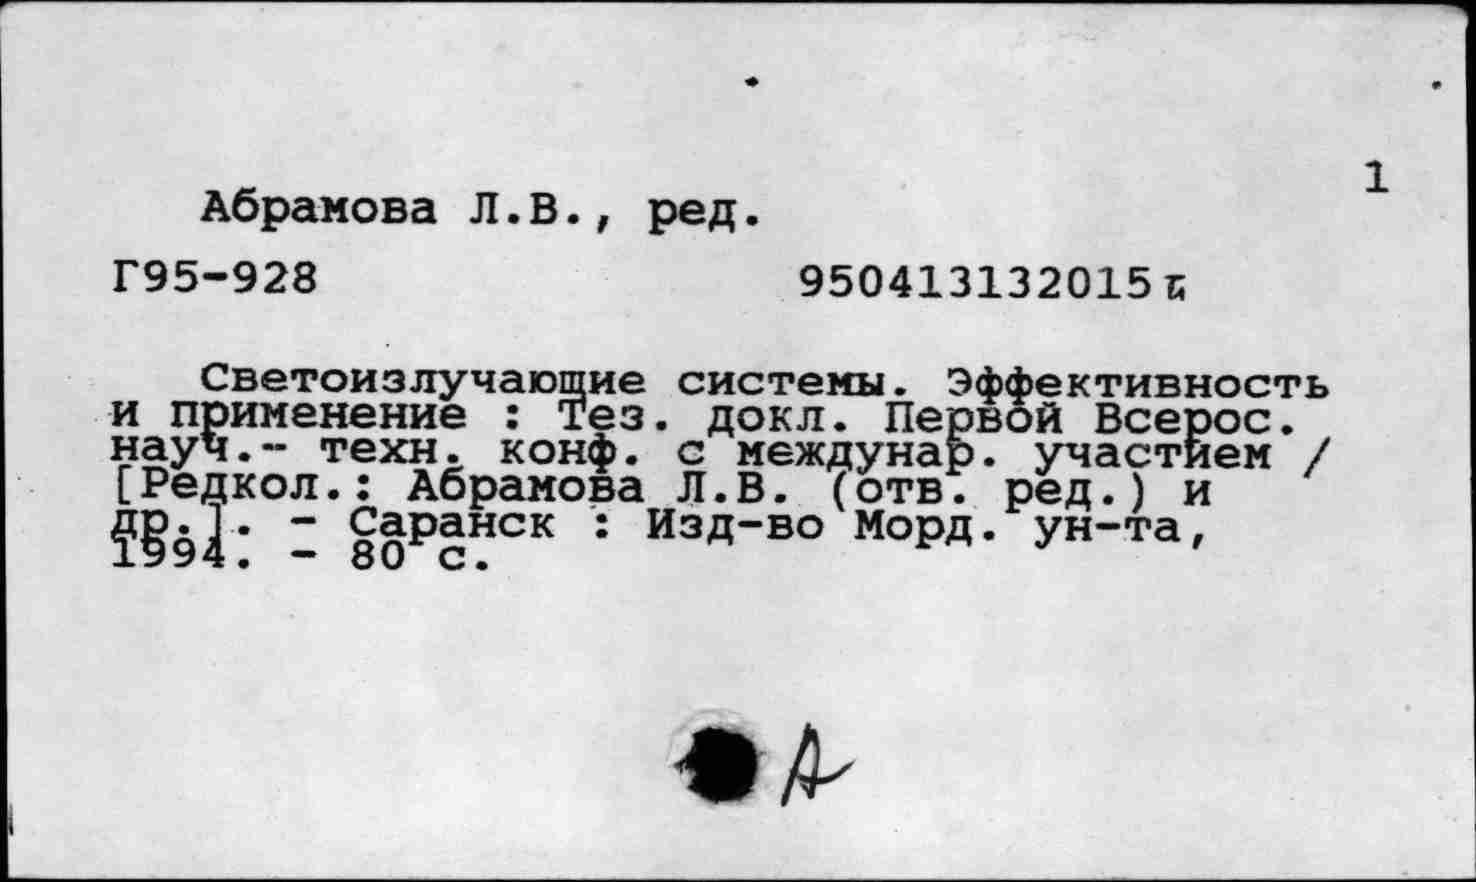 1
Абрамова Л.В., ред.
Г95-928 950413132015
Светоизлучающие системы. Эффективность
и применение : Тез. докл. Первой Всерос.
науч.- техн. конф. с междунар. участием /
[Редкол.: Абрамова Л.В. (отв. ред.) и
др.]. - Саранск : Изд-во Морд. ун-та,
1994. - 80 с.